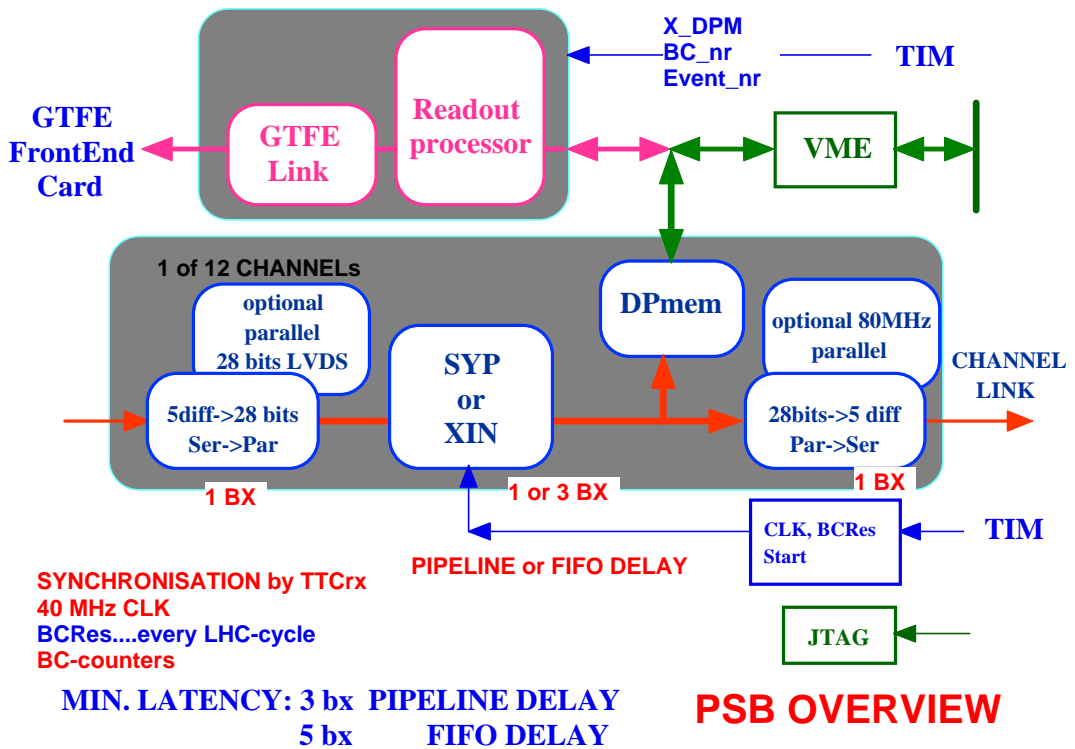 X_DPM
BC_nr
Event_nr
TIM
GTFE
FrontEnd
Card
GTFE
Link
Readout
processor
VME
1 of 12 CHANNELs
optional
parallel
28 bits LVDS
5diff->28 bits
Ser->Par
SYP
or
XIN
DPmem
optional 80MHz
parallel
28bits->5 diff
Par->Ser
CHANNEL
LINK
1 BX
1 or 3 BX
1 BX
PIPELINE or FIFO DELAY
CLK, BCRes
Start
TIM
SYNCHRONISATION by TTCrx
40 MHz CLK
BCRes....every LHC-cycle
BC-counters
JTAG
MIN. LATENCY: 3 bx PIPELINE DELAY
5 bx FIFO DELAY
PSB OVERVIEW